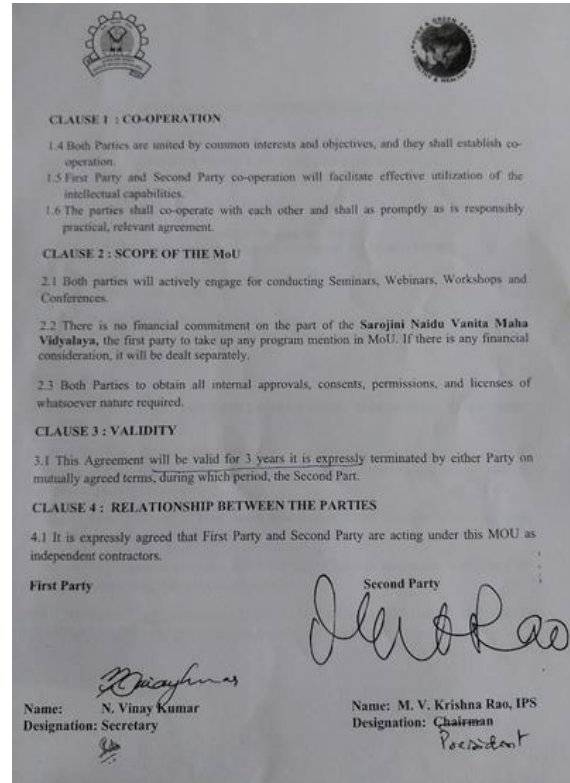 PURE & GREEN EARTH
CLAUSE 1 : CO-OPERATION
1.4 Both Parties are united by common interests and objectives, and they shall establish co-
operation.
1.5 First Party and Second Party co-operation will facilitate effective utilization of the
intellectual capabilities.
1.6 The parties shall co-operate with each other and shall as promptly as is responsibly
practical, relevant agreement.
CLAUSE 2 : SCOPE OF THE MoU
2.1 Both parties will actively engage for conducting Seminars, Webinars, Workshops and
Conferences.
2.2 There is no financial commitment on the part of the Sarojini Naidu Vanita Maha
Vidyalaya, the first party to take up any program mention in MoU. If there is any financial
consideration, it will be dealt separately.
2.3 Both Parties to obtain all internal approvals, consents, permissions, and licenses of
whatsoever nature required.
CLAUSE 3 : VALIDITY
3.1 This Agreement will be valid for 3 years it is expressly terminated by either Party on
mutually agreed terms, during which period, the Second Part.
CLAUSE 4 : RELATIONSHIP BETWEEN THE PARTIES
4.1 It is expressly agreed that First Party and Second Party are acting under this MOU as
independent contractors.
First Party Second Party
Name: N. Vinay Kumar Name: M. V. Krishna Rao, IPS
Designation: Secretary Designation: Chairman
President